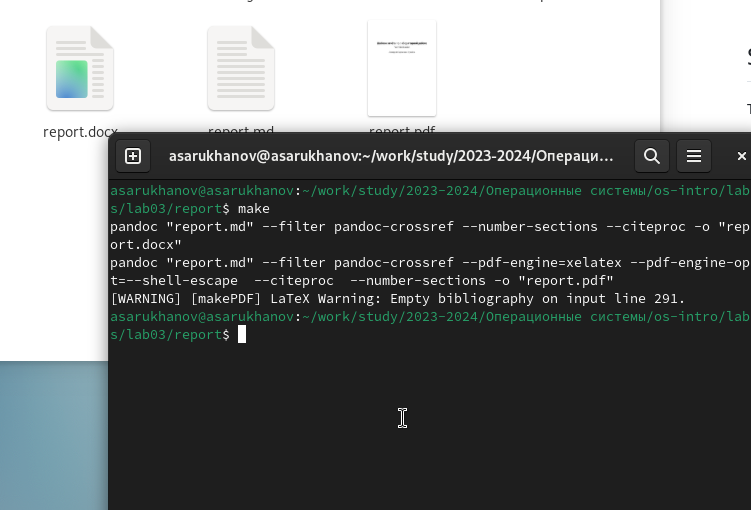 report.docx
report.md
report.pdf
asarukhanov@asarukhanov:~/work/study/2023-2024/Операци...
asarukhanov@asarukhanov:~/work/study/2023-2024/Операционные системы/os-intro/lab
s/lab03/report$ make
pandoc "report.md" --filter pandoc-crossref --number-sections --citeproc -o "rep
ort.docx"
pandoc "report.md" --filter pandoc-crossref --pdf-engine=xelatex --pdf-engine-op
t=--shell-escape  --citeproc  --number-sections -o "report.pdf"
[WARNING] [makePDF] LaTeX Warning: Empty bibliography on input line 291.
asarukhanov@asarukhanov:~/work/study/2023-2024/Операционные системы/os-intro/lab
s/lab03/report$